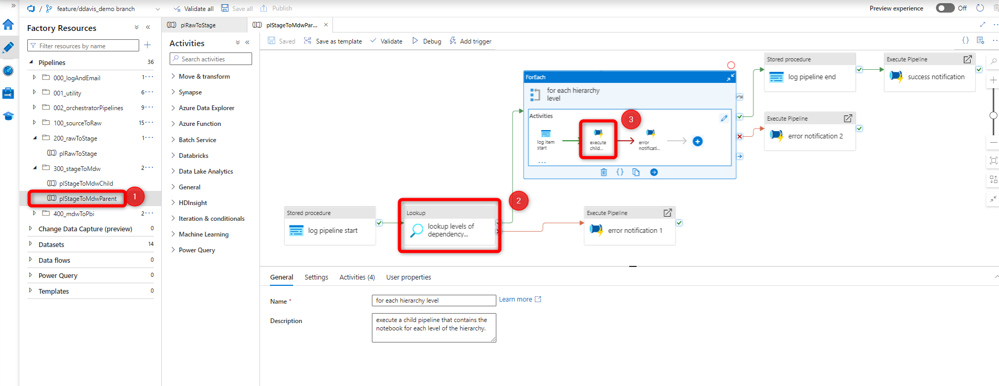 / feature/ddavis_demo branch
Validate all
Save all
Publish
Preview experience
Off
Factory Resources
Filter resources by name
Pipelines 36
000_logAndEmail 1
001_utility 6
002_orchestratorPipelines 9
100_sourceToRaw 15
200_rawToStage 1
plRawToStage
300_stageToMdw 2
plStageToMdwChild
plStageToMdwParent
1
400_mdwToPbi 2
Change Data Capture (preview) 0
Datasets 14
Data flows 0
Power Query 0
Templates 0
plRawToStage
plStageToMdwPar...
Activities
Search activities
Move & transform
Synapse
Azure Data Explorer
Azure Function
Batch Service
Databricks
Data Lake Analytics
General
HDInsight
Iteration & conditionals
Machine Learning
Power Query
Saved
Save as template
Validate
Debug
Add trigger
Stored procedure
log pipeline start
Lookup
lookup levels of
dependency...
2
ForEach
for each hierarchy
level
Activities
log item
start
execute
child...
3
error
notificati...
...
Stored procedure
log pipeline end
Execute Pipeline
success notification
Execute Pipeline
error notification 2
Execute Pipeline
error notification 1
General
Settings
Activities (4)
User properties
Name *
for each hierarchy level
Learn more
Description
execute a child pipeline that contains the
notebook for each level of the hierarchy.